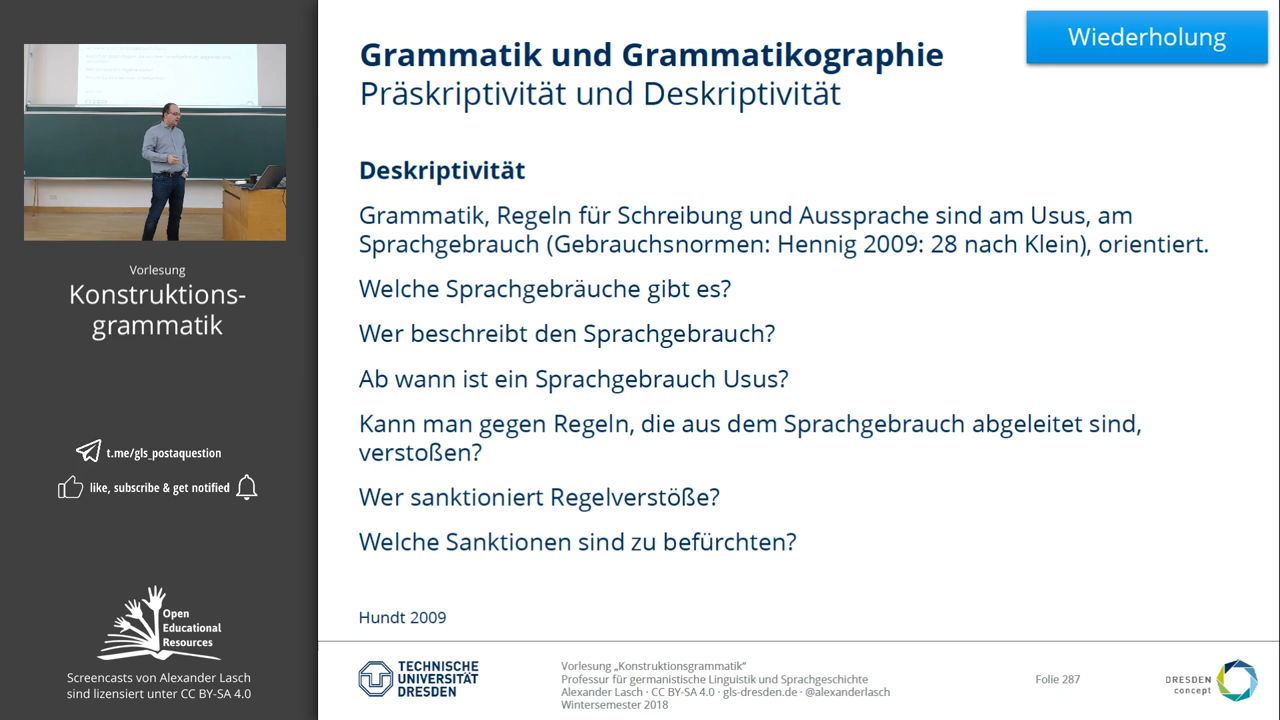 Wiederholung
Grammatik und Grammatikographie
Präskriptivität und Deskriptivität
Deskriptivität
Grammatik, Regeln für Schreibung und Aussprache sind am Usus, am
Sprachgebrauch (Gebrauchsnormen: Hennig 2009: 28 nach Klein), orientiert.
Welche Sprachgebräuche gibt es?
Wer beschreibt den Sprachgebrauch?
Ab wann ist ein Sprachgebrauch Usus?
Kann man gegen Regeln, die aus dem Sprachgebrauch abgeleitet sind,
verstoßen?
Wer sanktioniert Regelverstöße?
Welche Sanktionen sind zu befürchten?
Hundt 2009
Vorlesung
Konstruktions-
grammatik
t.me/gls_postaquestion
like, subscribe & get notified
Open
Educational
Resources
Screencasts von Alexander Lasch
sind lizensiert unter CC BY-SA 4.0
TECHNISCHE
UNIVERSITÄT
DRESDEN
Vorlesung „Konstruktionsgrammatik“
Professur für germanistische Linguistik und Sprachgeschichte
Alexander Lasch · CC BY-SA 4.0 · gls-dresden.de · @alexanderlasch
Wintersemester 2018
Folie 287
DRESDEN
concept